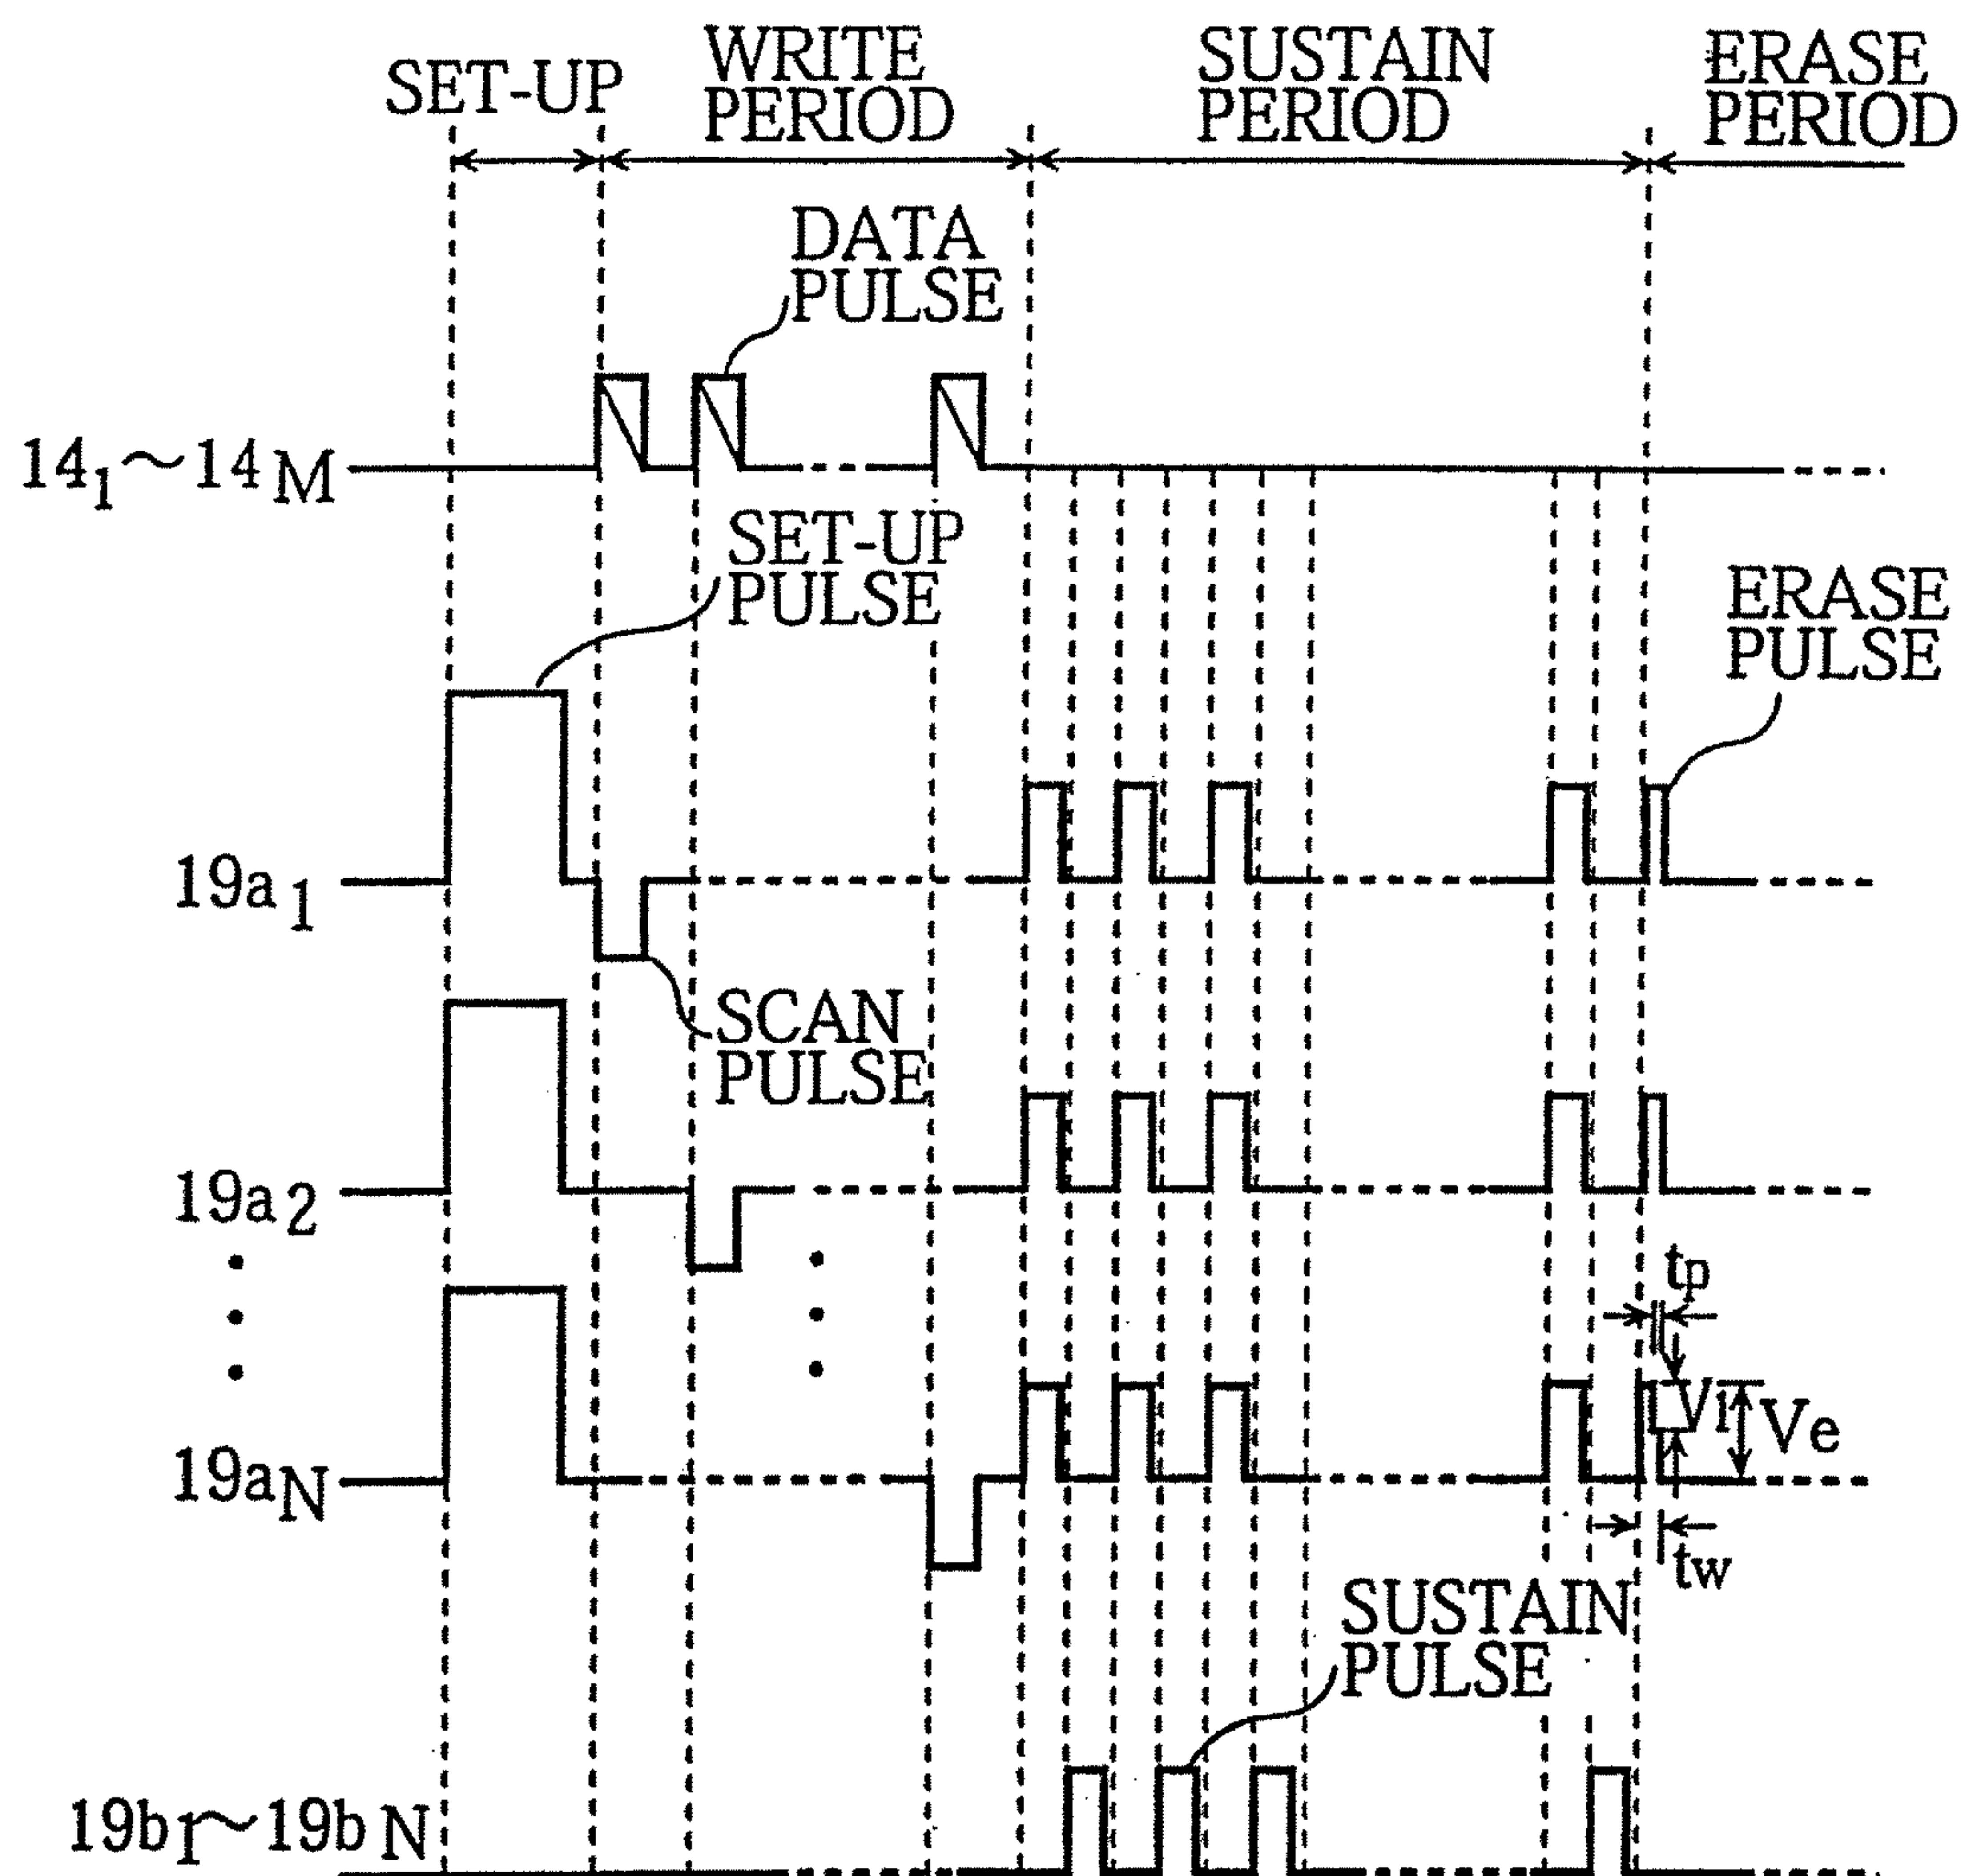 SET-UP
WRITE
PERIOD
SUSTAIN
PERIOD
ERASE
PERIOD
DATA
PULSE
14₁~14M
SET-UP
PULSE
ERASE
PULSE
19a₁
SCAN
PULSE
19a₂
tp
Vi
Ve
19aN
tw
SUSTAIN
PULSE
19b₁~19bN